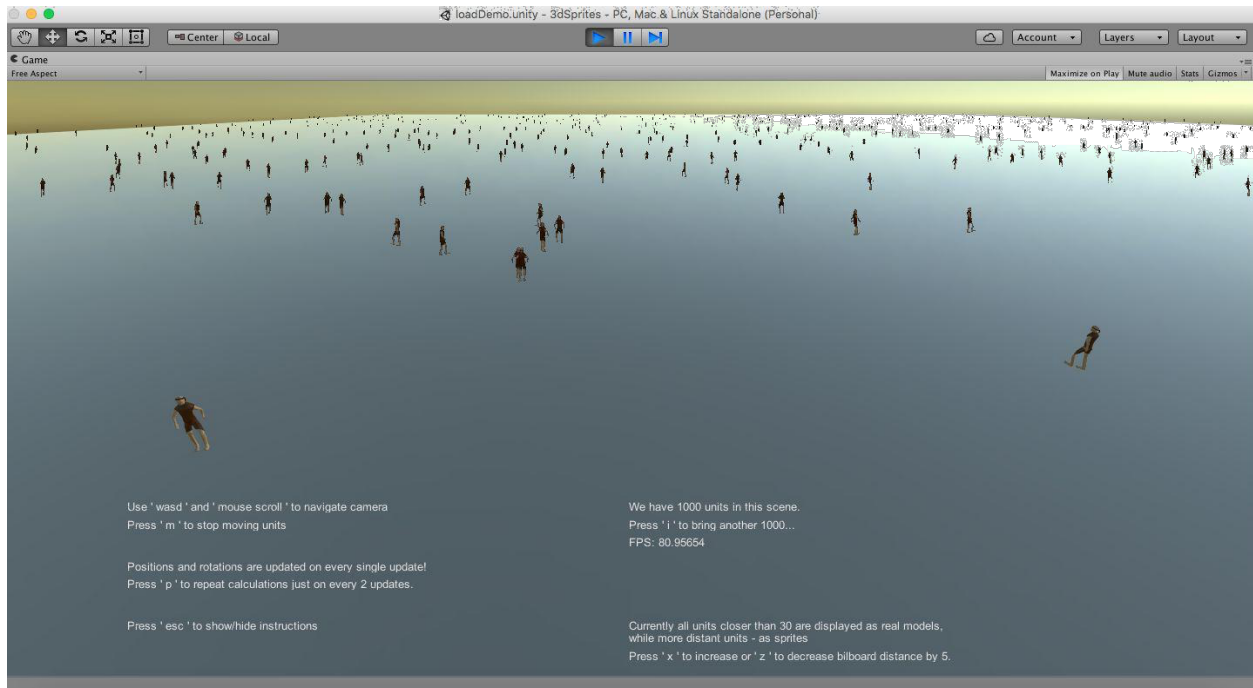 loadDemo.unity - 3dSprites - PC, Mac & Linux Standalone (Personal)
Center Local Account Layers Layout
Game
Free Aspect Maximize on Play Mute audio Stats Gizmos
Use ' wasd ' and ' mouse scroll ' to navigate camera
Press ' m ' to stop moving units
Positions and rotations are updated on every single update!
Press ' p ' to repeat calculations just on every 2 updates.
Press ' esc ' to show/hide instructions
We have 1000 units in this scene.
Press ' i ' to bring another 1000...
FPS: 80.95654
Currently all units closer than 30 are displayed as real models,
while more distant units - as sprites
Press ' x ' to increase or ' z ' to decrease bilboard distance by 5.